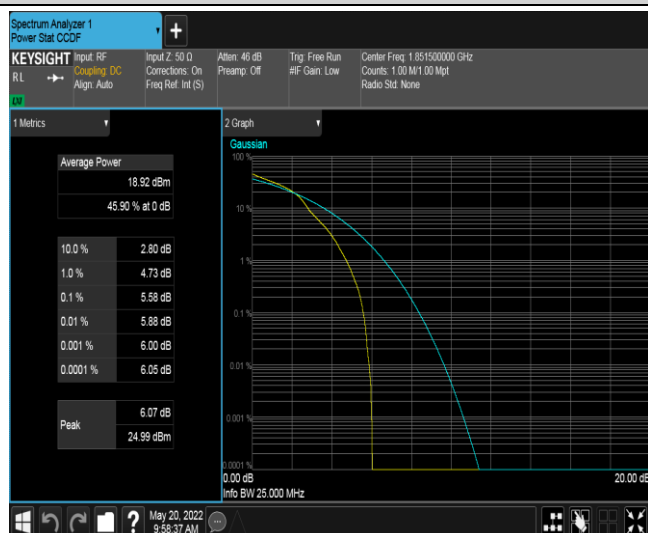 Spectrum Analyzer 1
Power Stat CCDF
+
KEYSIGHT
RL
LXI
Input: RF
Coupling: DC
Align: Auto
Input Z: 50 Ω
Corrections: On
Freq Ref: Int (S)
Atten: 46 dB
Preamp: Off
Trig: Free Run
#IF Gain: Low
Center Freq: 1.851500000 GHz
Counts: 1.00 M/1.00 Mpt
Radio Std: None
1 Metrics
Average Power
18.92 dBm
45.90 % at 0 dB
10.0 % 2.80 dB
1.0 % 4.73 dB
0.1 % 5.58 dB
0.01 % 5.88 dB
0.001 % 6.00 dB
0.0001 % 6.05 dB
Peak
6.07 dB
24.99 dBm
2 Graph
Gaussian
100 %
10 %
1 %
0.1 %
0.01 %
0.001 %
0.0001 %
0.00 dB
20.00 dB
Info BW 25.000 MHz
?
May 20, 2022
9:58:37 AM